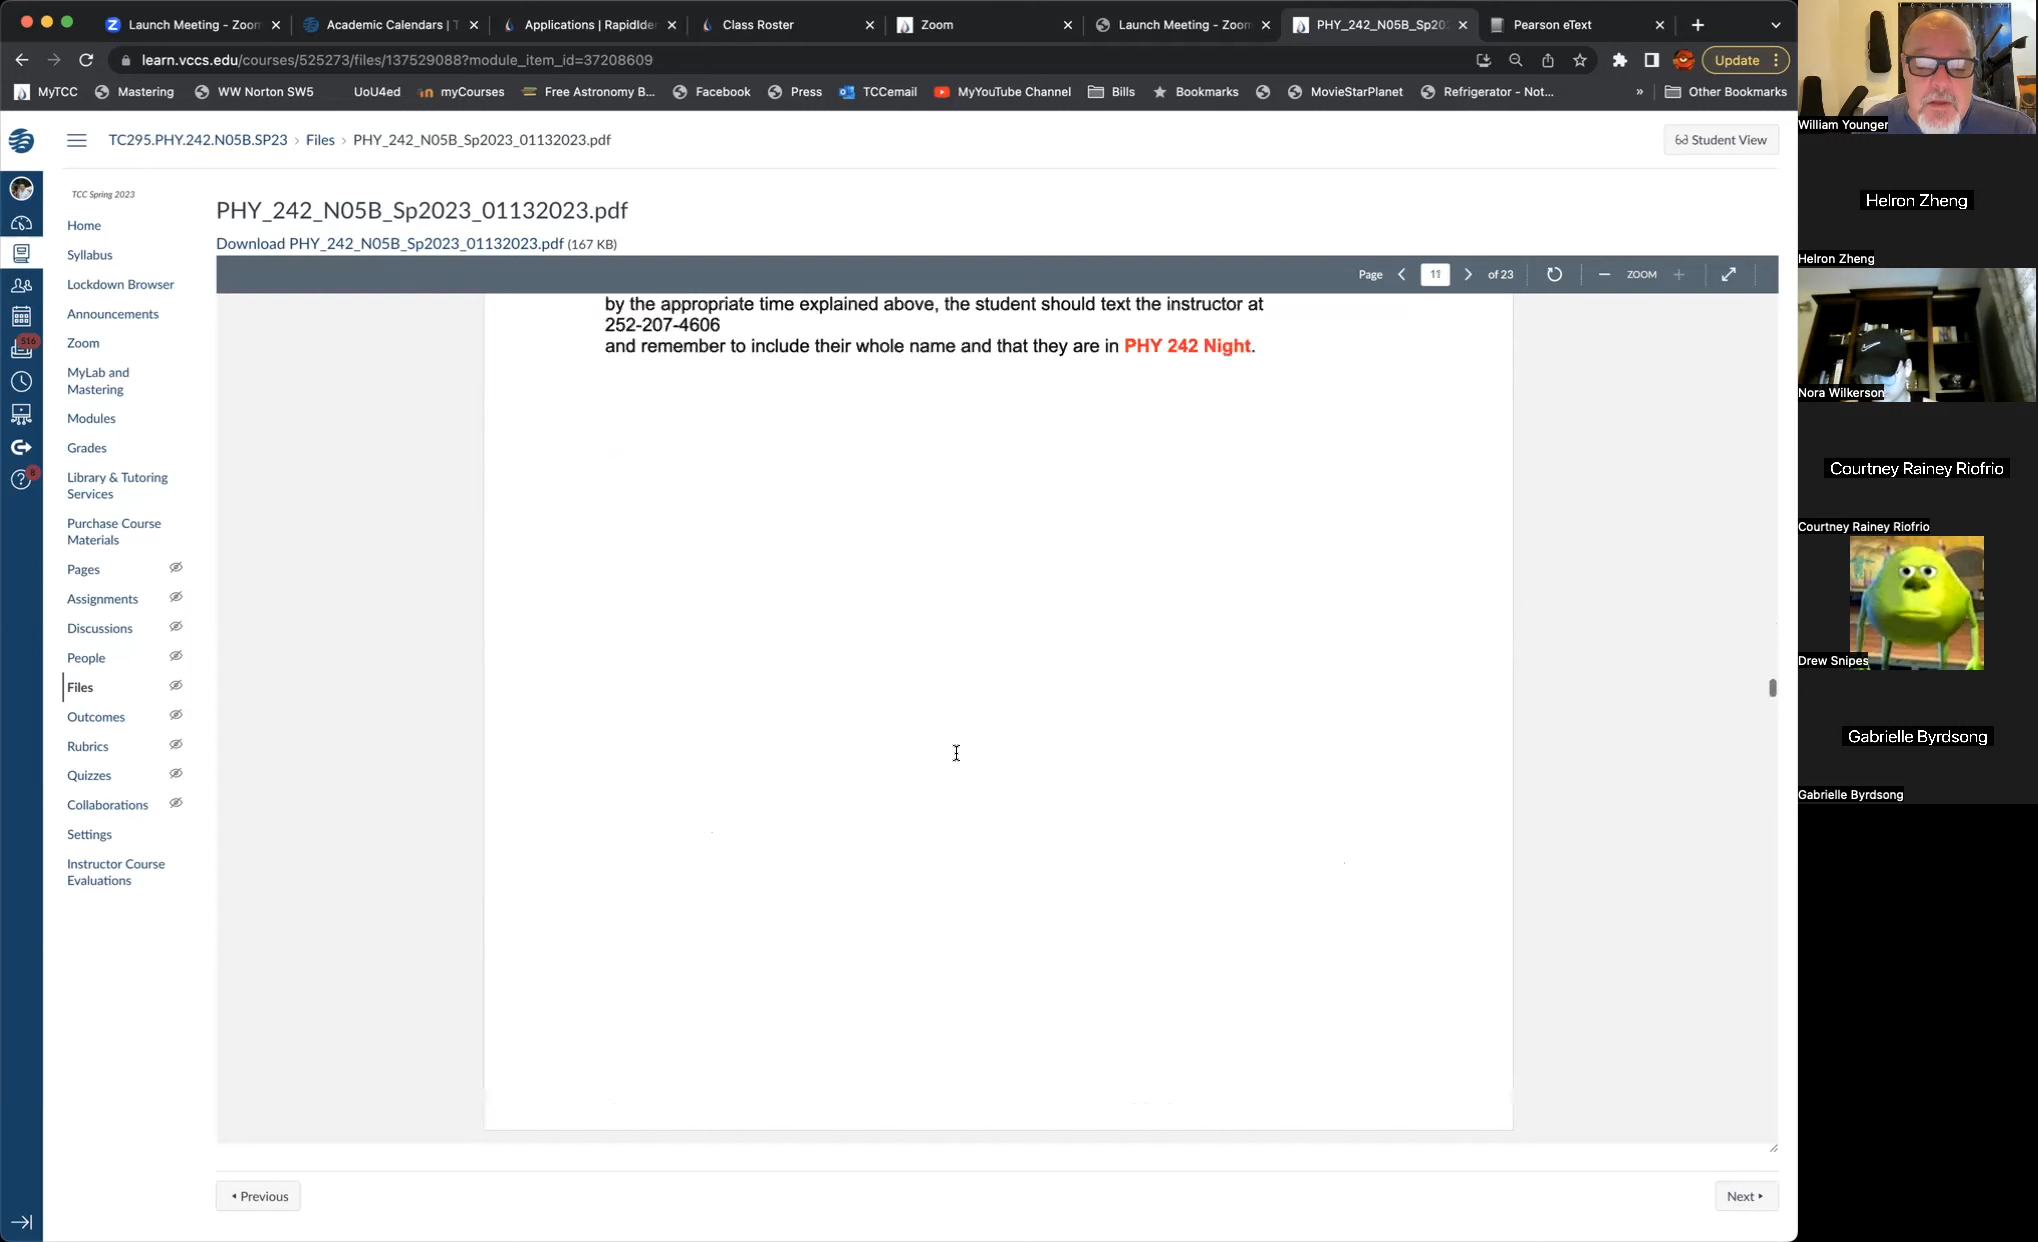 Launch Meeting - Zoom
Academic Calendars | T
Applications | RapidIde
Class Roster
Zoom
Launch Meeting - Zoom
PHY_242_N05B_Sp20
Pearson eText
learn.vccs.edu/courses/525273/files/137529088?module_item_id=37208609
Update
MyTCC
Mastering
WW Norton SW5
UoU4ed
myCourses
Free Astronomy B...
Facebook
Press
TCCemail
MyYouTube Channel
Bills
Bookmarks
MovieStarPlanet
Refrigerator - Not...
»
Other Bookmarks
TC295.PHY.242.N05B.SP23 › Files › PHY_242_N05B_Sp2023_01132023.pdf
Student View
TCC Spring 2023
Home
Syllabus
Lockdown Browser
Announcements
Zoom
MyLab and
Mastering
Modules
Grades
Library & Tutoring
Services
Purchase Course
Materials
Pages
Assignments
Discussions
People
Files
Outcomes
Rubrics
Quizzes
Collaborations
Settings
Instructor Course
Evaluations
516
8
PHY_242_N05B_Sp2023_01132023.pdf
Download PHY_242_N05B_Sp2023_01132023.pdf (167 KB)
Page 11 of 23
ZOOM
by the appropriate time explained above, the student should text the instructor at
252-207-4606
and remember to include their whole name and that they are in PHY 242 Night.
Previous
Next
William Younger
Helron Zheng
Helron Zheng
Nora Wilkerson
Courtney Rainey Riofrio
Courtney Rainey Riofrio
Drew Snipes
Gabrielle Byrdsong
Gabrielle Byrdsong